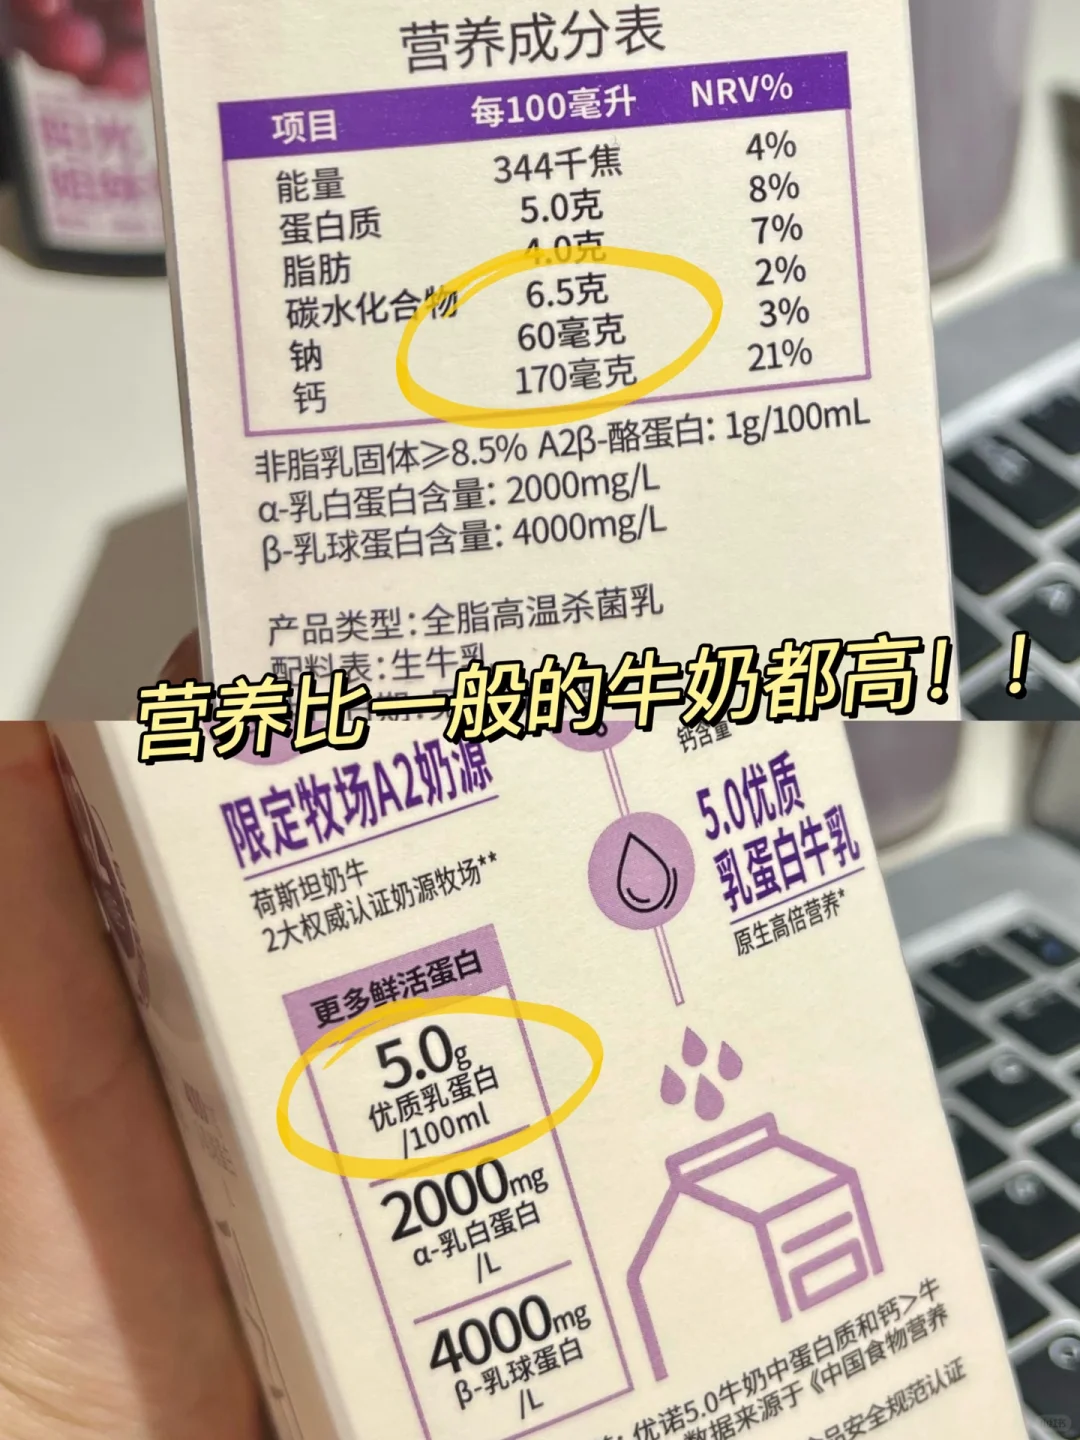 营养成分表
项目 每100毫升 NRV%
能量 344千焦 4%
蛋白质 5.0克 8%
脂肪 4.0克 7%
碳水化合物 6.5克 2%
钠 60毫克 3%
钙 170毫克 21%
非脂乳固体≥8.5% A2β-酪蛋白: 1g/100mL
α-乳白蛋白含量: 2000mg/L
β-乳球蛋白含量: 4000mg/L
产品类型:全脂高温杀菌乳
配料表:生牛乳
营养比一般的牛奶都高！！
限定牧场A2奶源
荷斯坦奶牛
2大权威认证奶源牧场**
钙含量
5.0优质
乳蛋白牛乳
原生高倍营养*
更多鲜活蛋白
5.0g
优质乳蛋白
/100ml
2000mg
α-乳白蛋白
/L
4000mg
β-乳球蛋白
/L
优诺5.0牛奶中蛋白质和钙>牛
数据来源于《中国食物营养
品安全规范认证